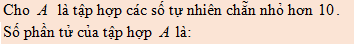 Cho A là tập hợp các số tự nhiên chẵn nhỏ hơn 10.
Số phần tử của tập hợp A là: